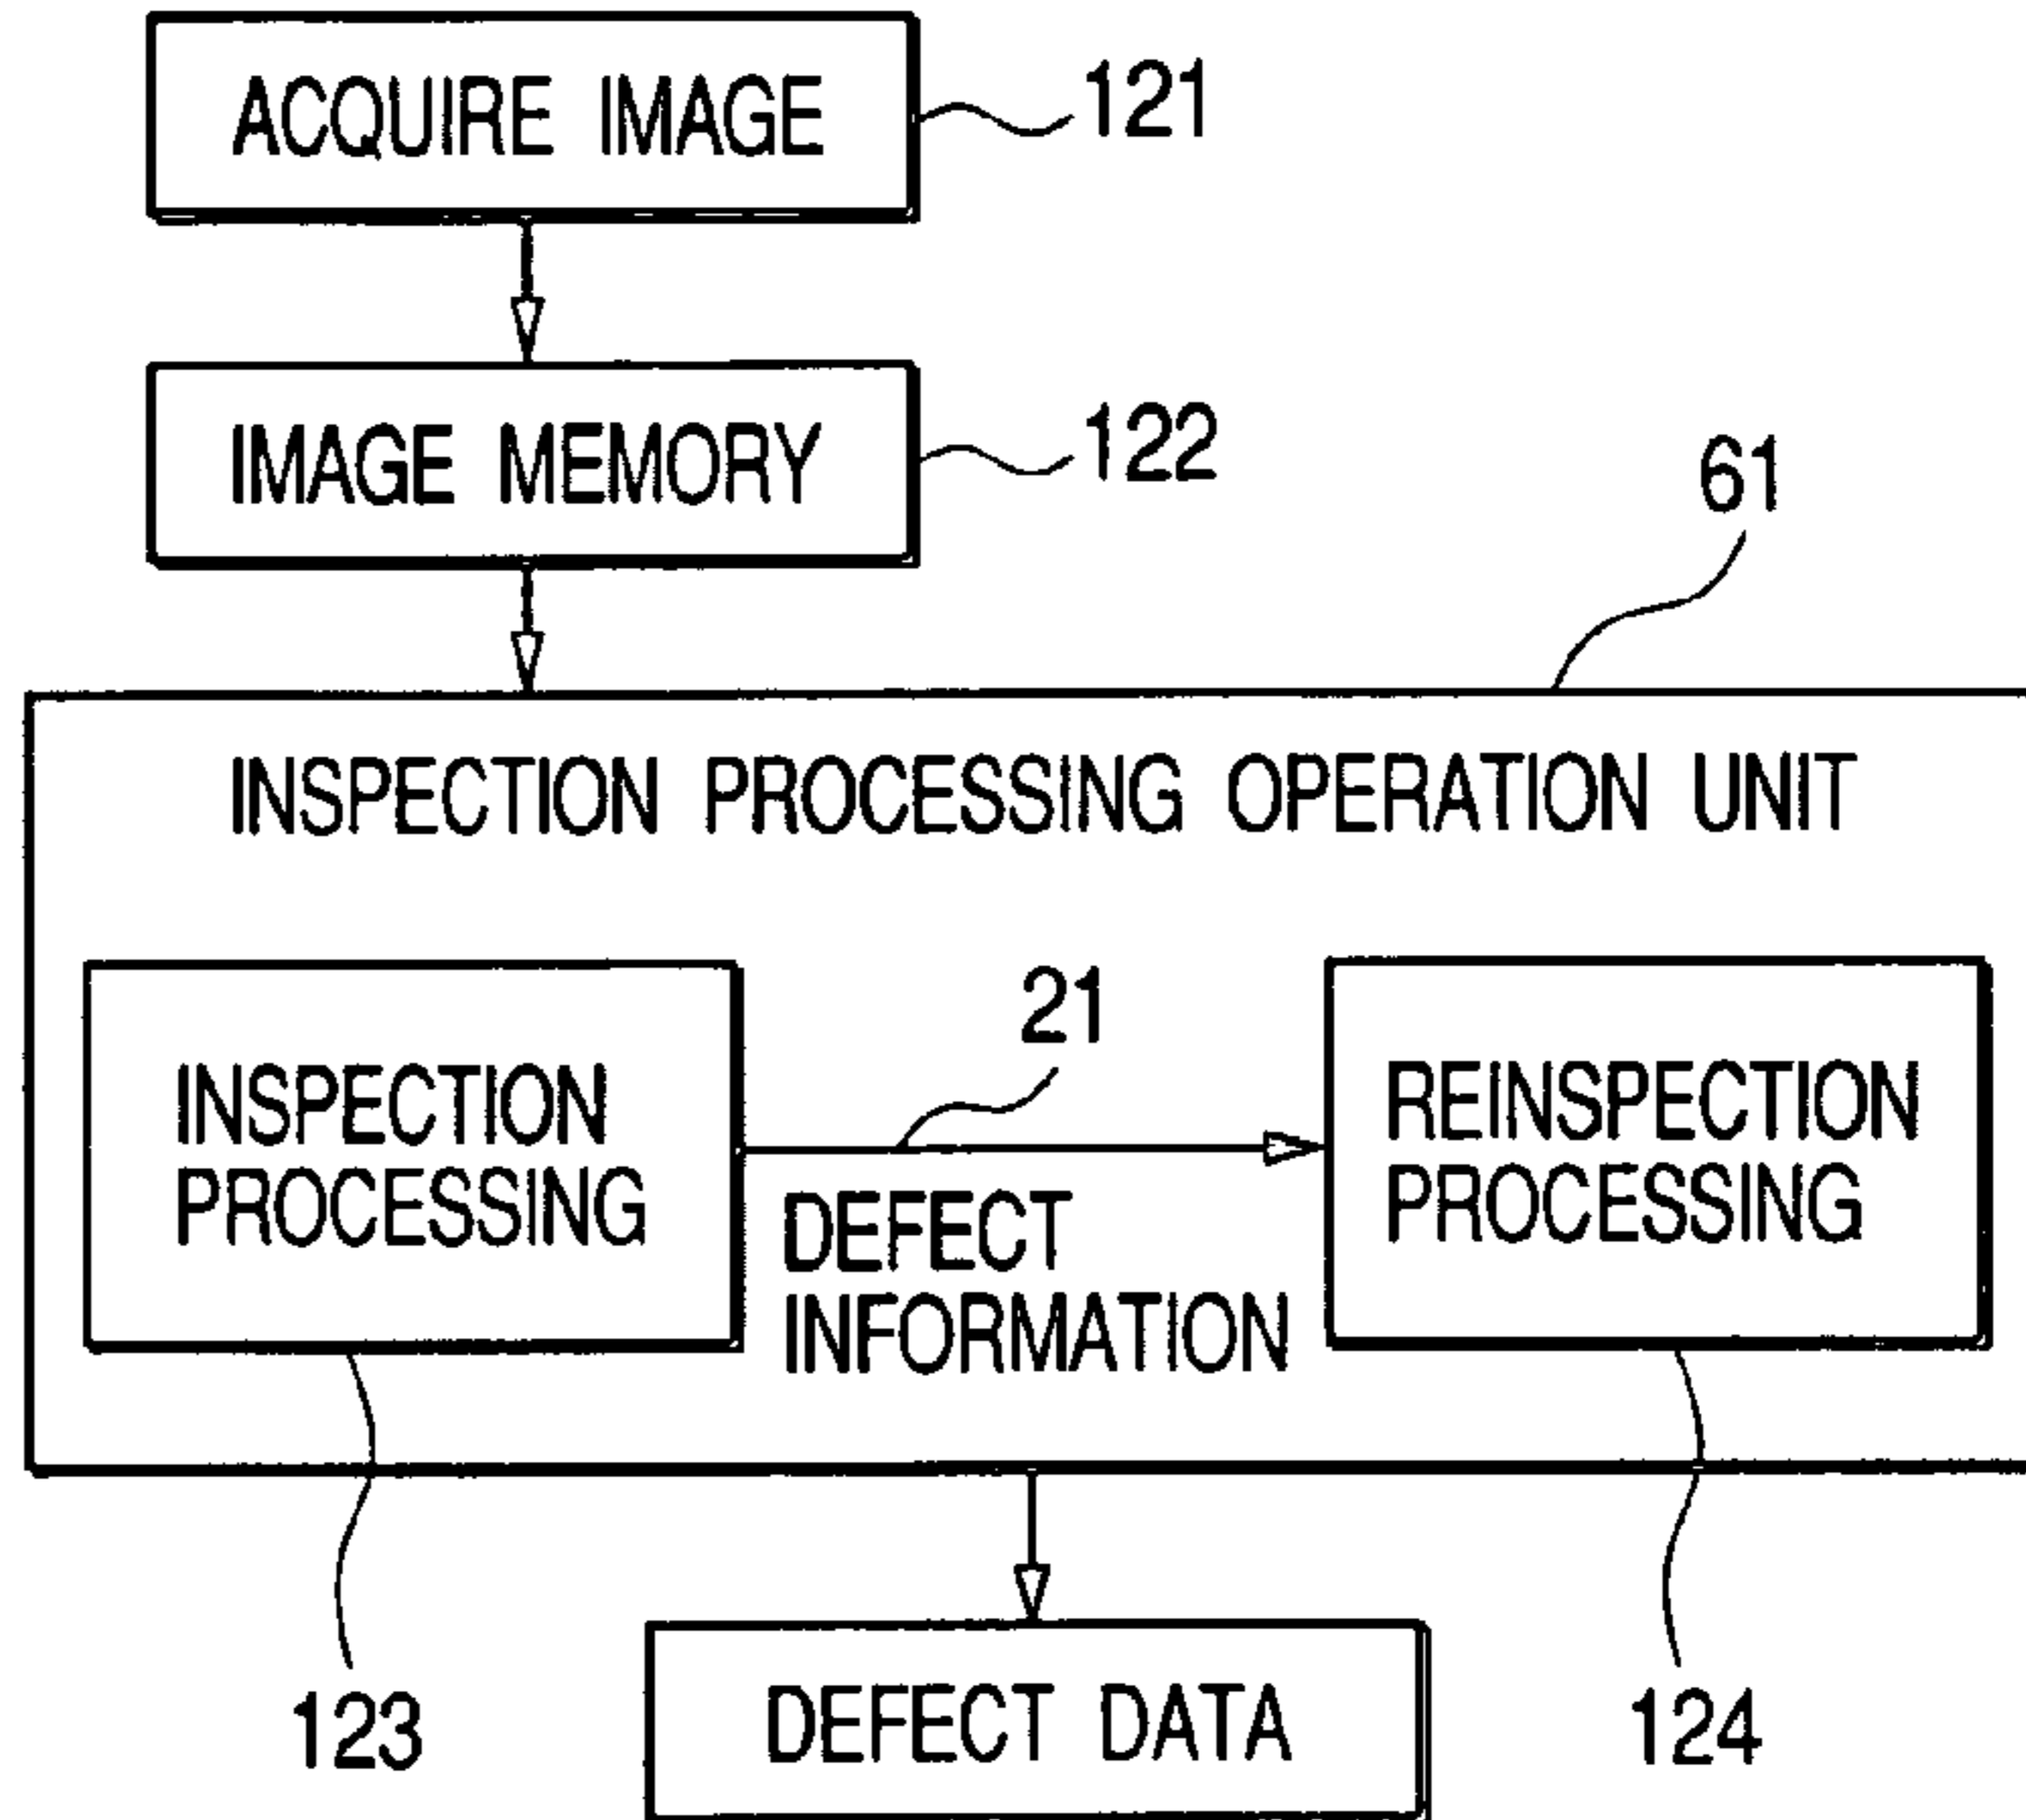 ACQUIRE IMAGE
121
IMAGE MEMORY
122
61
INSPECTION PROCESSING OPERATION UNIT
INSPECTION
PROCESSING
21
DEFECT
INFORMATION
REINSPECTION
PROCESSING
123
DEFECT DATA
124